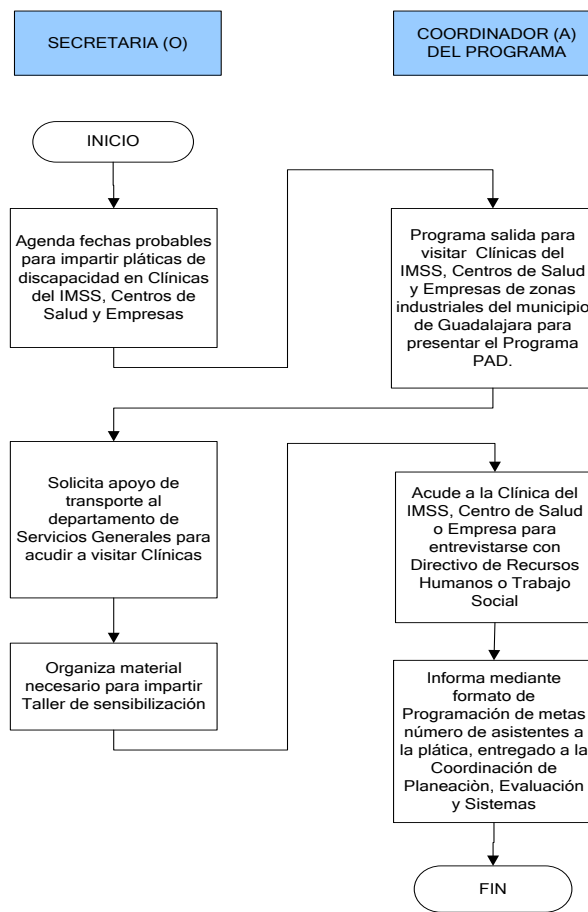 SECRETARIA (O)
COORDINADOR (A)
DEL PROGRAMA
INICIO
Agenda fechas probables
para impartir pláticas de
discapacidad en Clínicas
del IMSS, Centros de
Salud y Empresas
Programa salida para
visitar Clínicas del
IMSS, Centros de Salud
y Empresas de zonas
industriales del municipio
de Guadalajara para
presentar el Programa
PAD.
Solicita apoyo de
transporte al
departamento de
Servicios Generales para
acudir a visitar Clínicas
Acude a la Clínica del
IMSS, Centro de Salud
o Empresa para
entrevistarse con
Directivo de Recursos
Humanos o Trabajo
Social
Organiza material
necesario para impartir
Taller de sensibilización
Informa mediante
formato de
Programación de metas
número de asistentes a
la plática, entregado a la
Coordinación de
Planeaciòn, Evaluación
y Sistemas
FIN